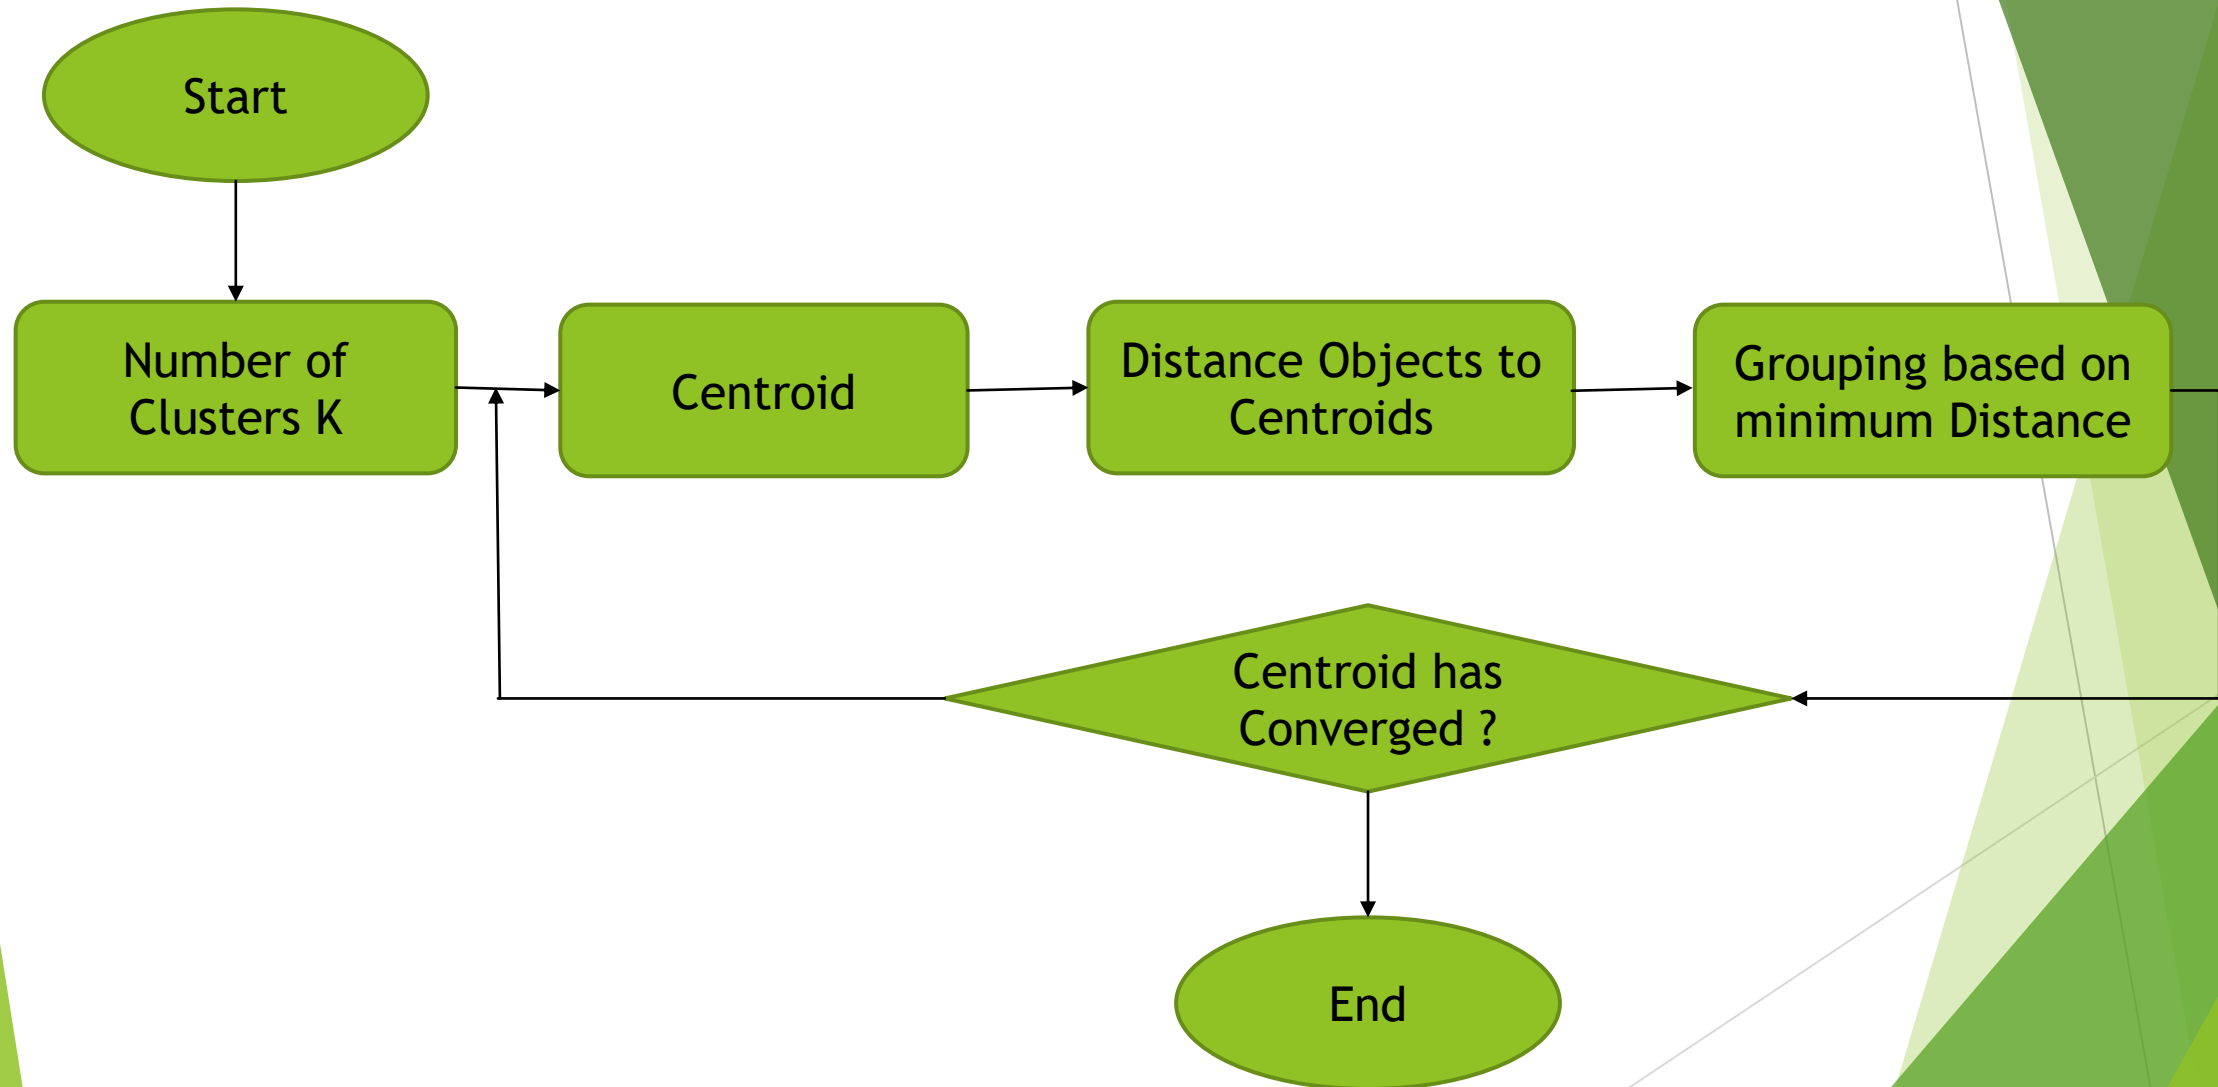 Start
Number of
Clusters K
Centroid
Distance Objects to
Centroids
Grouping based on
minimum Distance
Centroid has
Converged ?
End